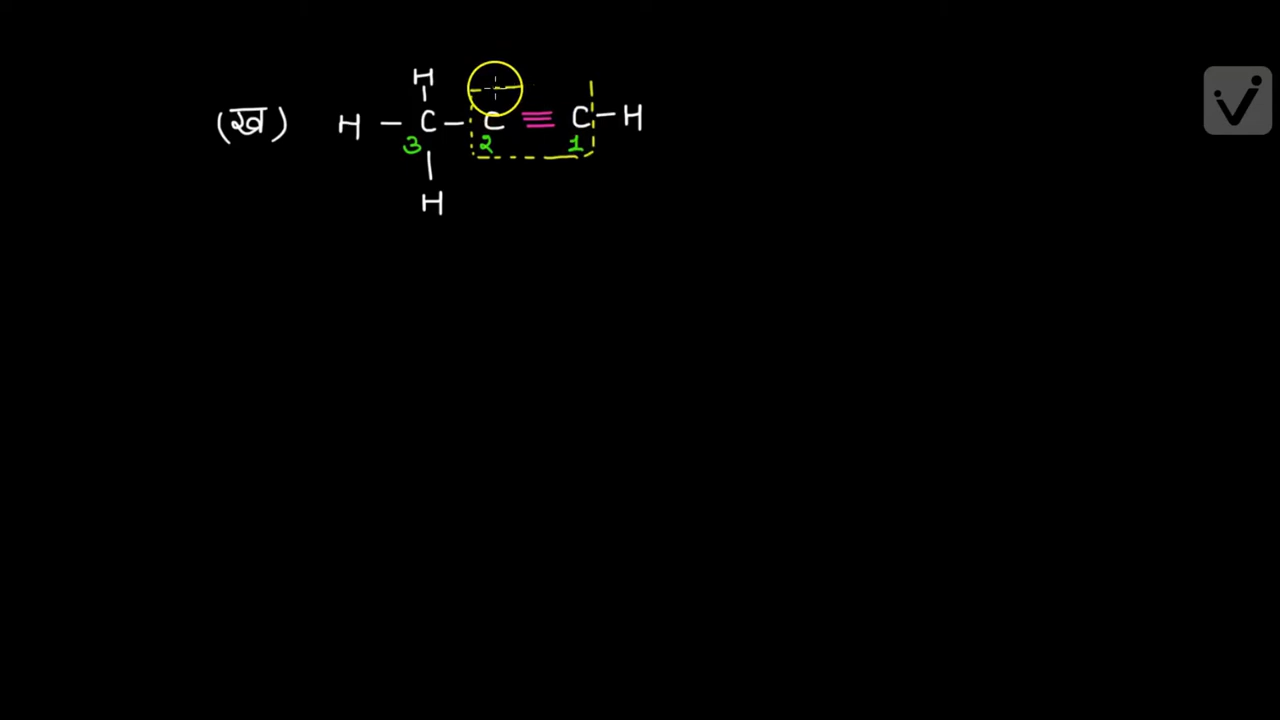 H
(ख) H – C – C ≡ C – H
3 2 1
H